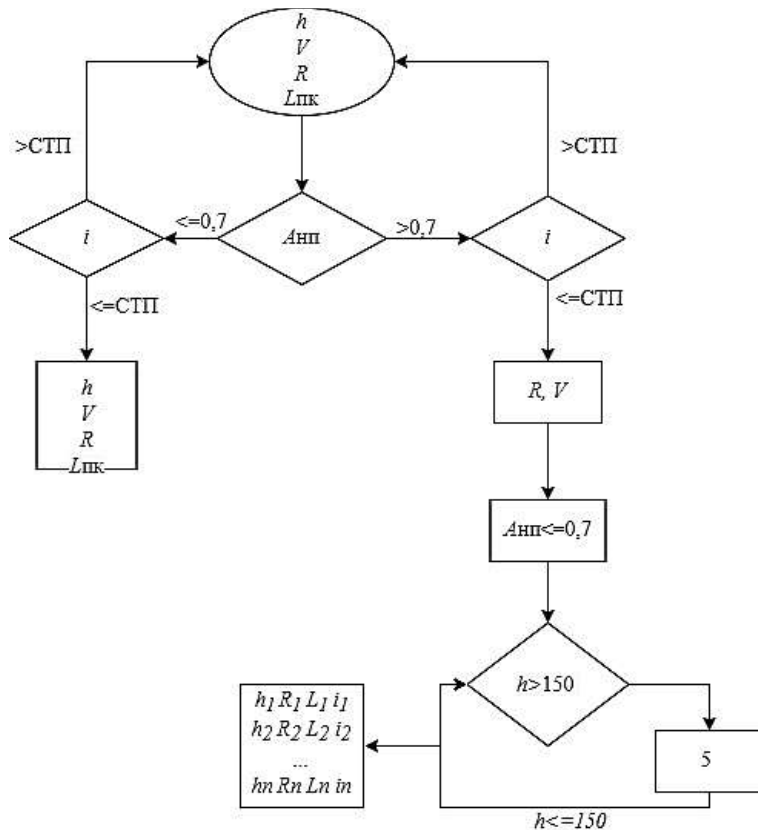 h
V
R
Lпк
>СТП
>СТП
i
<=0,7
Анп
>0,7
i
<=СТП
<=СТП
h
V
R
Lпк
R, V
Анп<=0,7
h>150
h1 R1 L1 i1
h2 R2 L2 i2
...
hn Rn Ln in
5
h<=150